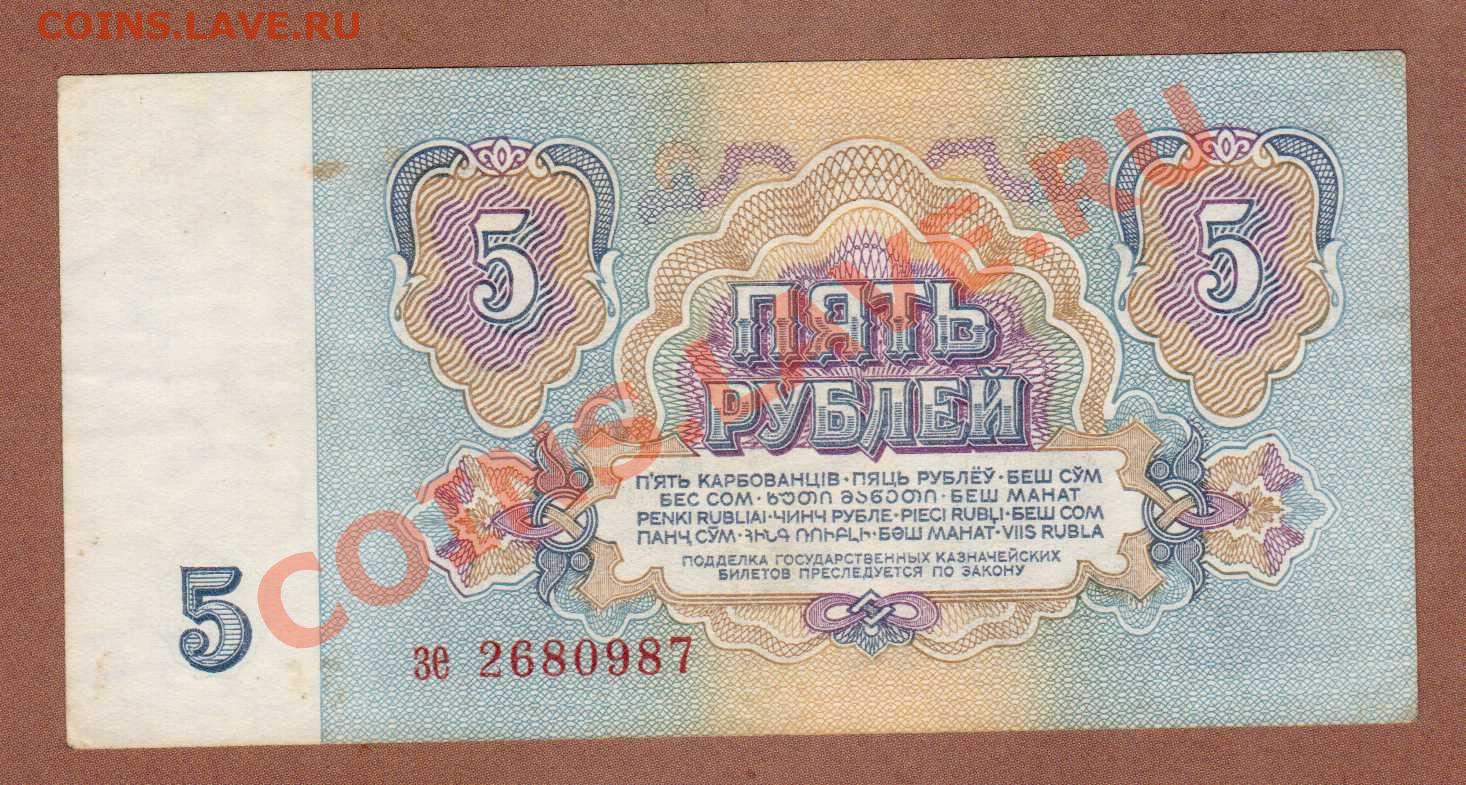 COINS.LAVE.RU
5
5
ПЯТЬ
РУБЛЕЙ
П'ЯТЬ КАРБОВАНЦІВ · ПЯЦЬ РУБЛЁЎ · БЕШ СЎМ
БЕС СОМ · ხუთი მანეთი · БЕШ МАНАТ
PENKI RUBLIAI · ЧИНЧ РУБЛЕ · PIECI RUBĻI · БЕШ СОМ
ПАНҶ СӮМ · ՀԻՆԳ ՌՈՒԲԼԻ · БӘШ МАНАТ · VIIS RUBLA
ПОДДЕЛКА ГОСУДАРСТВЕННЫХ КАЗНАЧЕЙСКИХ
БИЛЕТОВ ПРЕСЛЕДУЕТСЯ ПО ЗАКОНУ
5
зе 2680987
COINS.LAVE.RU